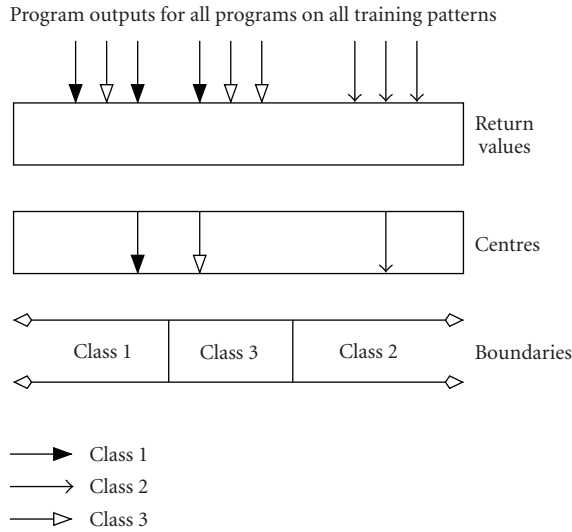 Program outputs for all programs on all training patterns
Return
values
Centres
Class 1
Class 3
Class 2
Boundaries
Class 1
Class 2
Class 3